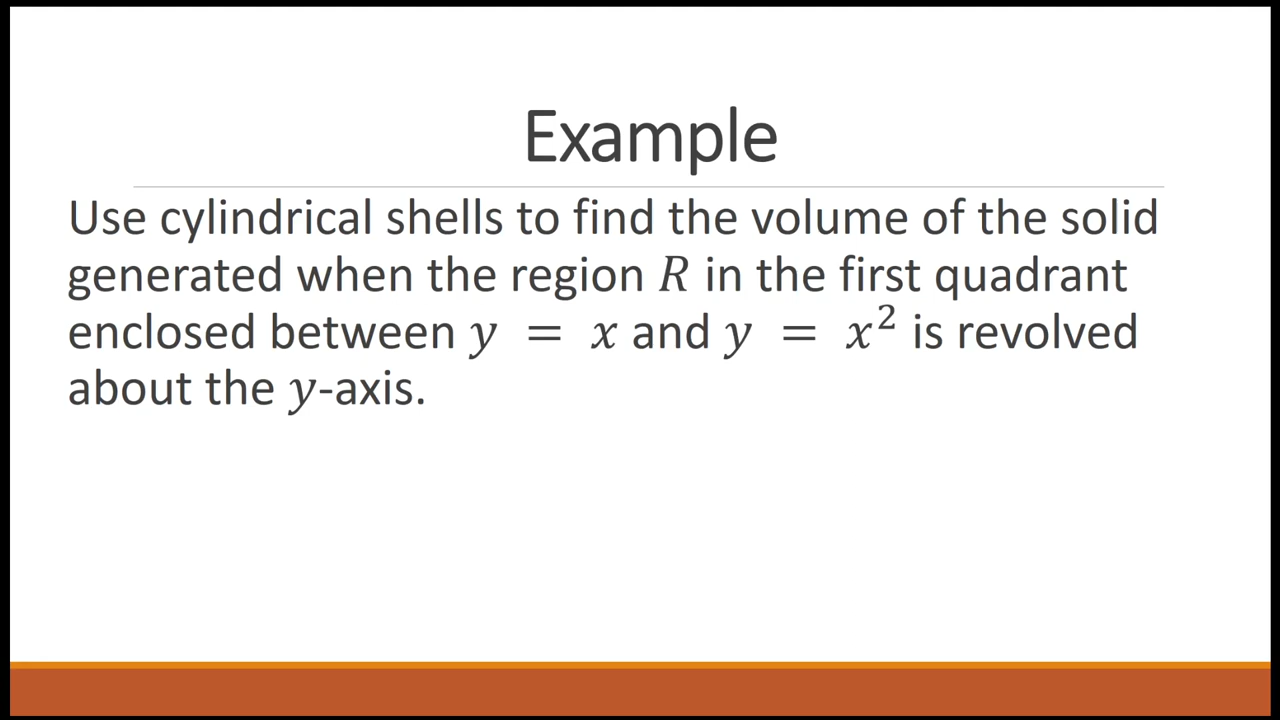 Example
Use cylindrical shells to find the volume of the solid
generated when the region R in the first quadrant
enclosed between y = x and y = x² is revolved
about the y-axis.